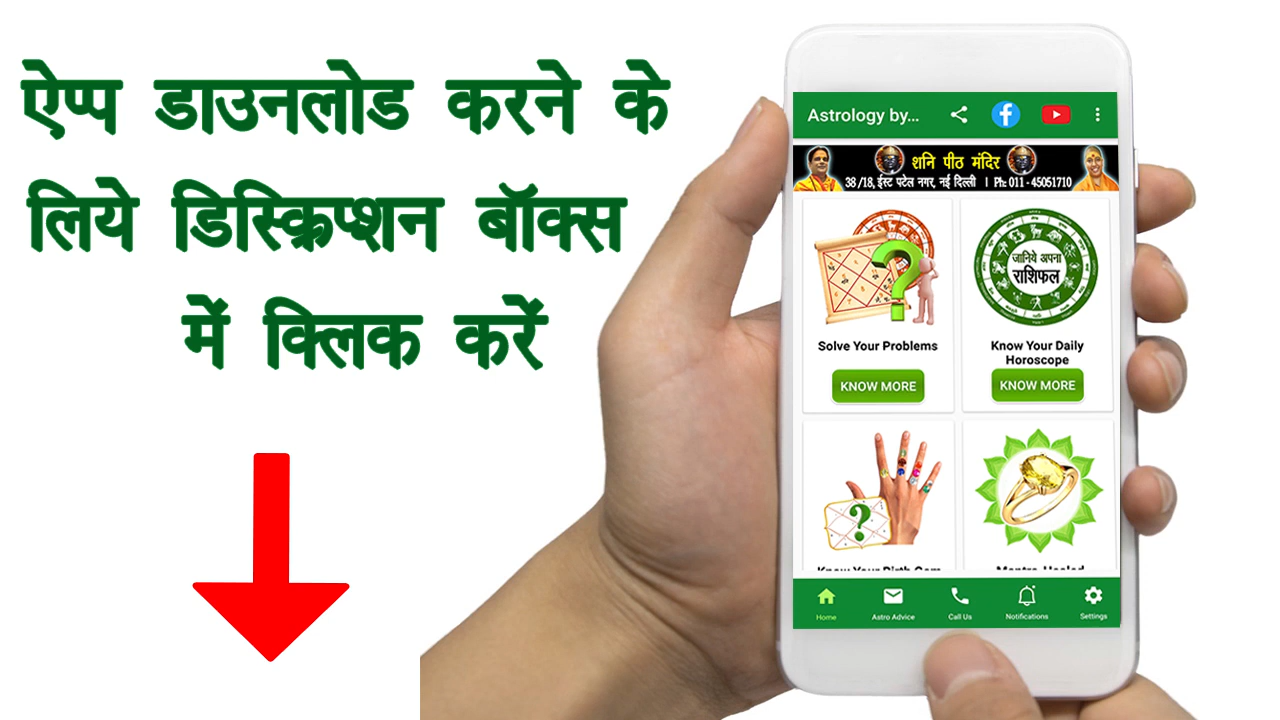 ऐप्प डाउनलोड करने के
लिये डिस्क्रिप्शन बॉक्स
में क्लिक करें
Astrology by...
शनि पीठ मंदिर
38 /18, ईस्ट पटेल नगर, नई दिल्ली । Ph: 011 - 45051710
जानिये अपना
राशिफल
Solve Your Problems
Know Your Daily
Horoscope
KNOW MORE
KNOW MORE
Home
Astro Advice
Call Us
Notifications
Settings